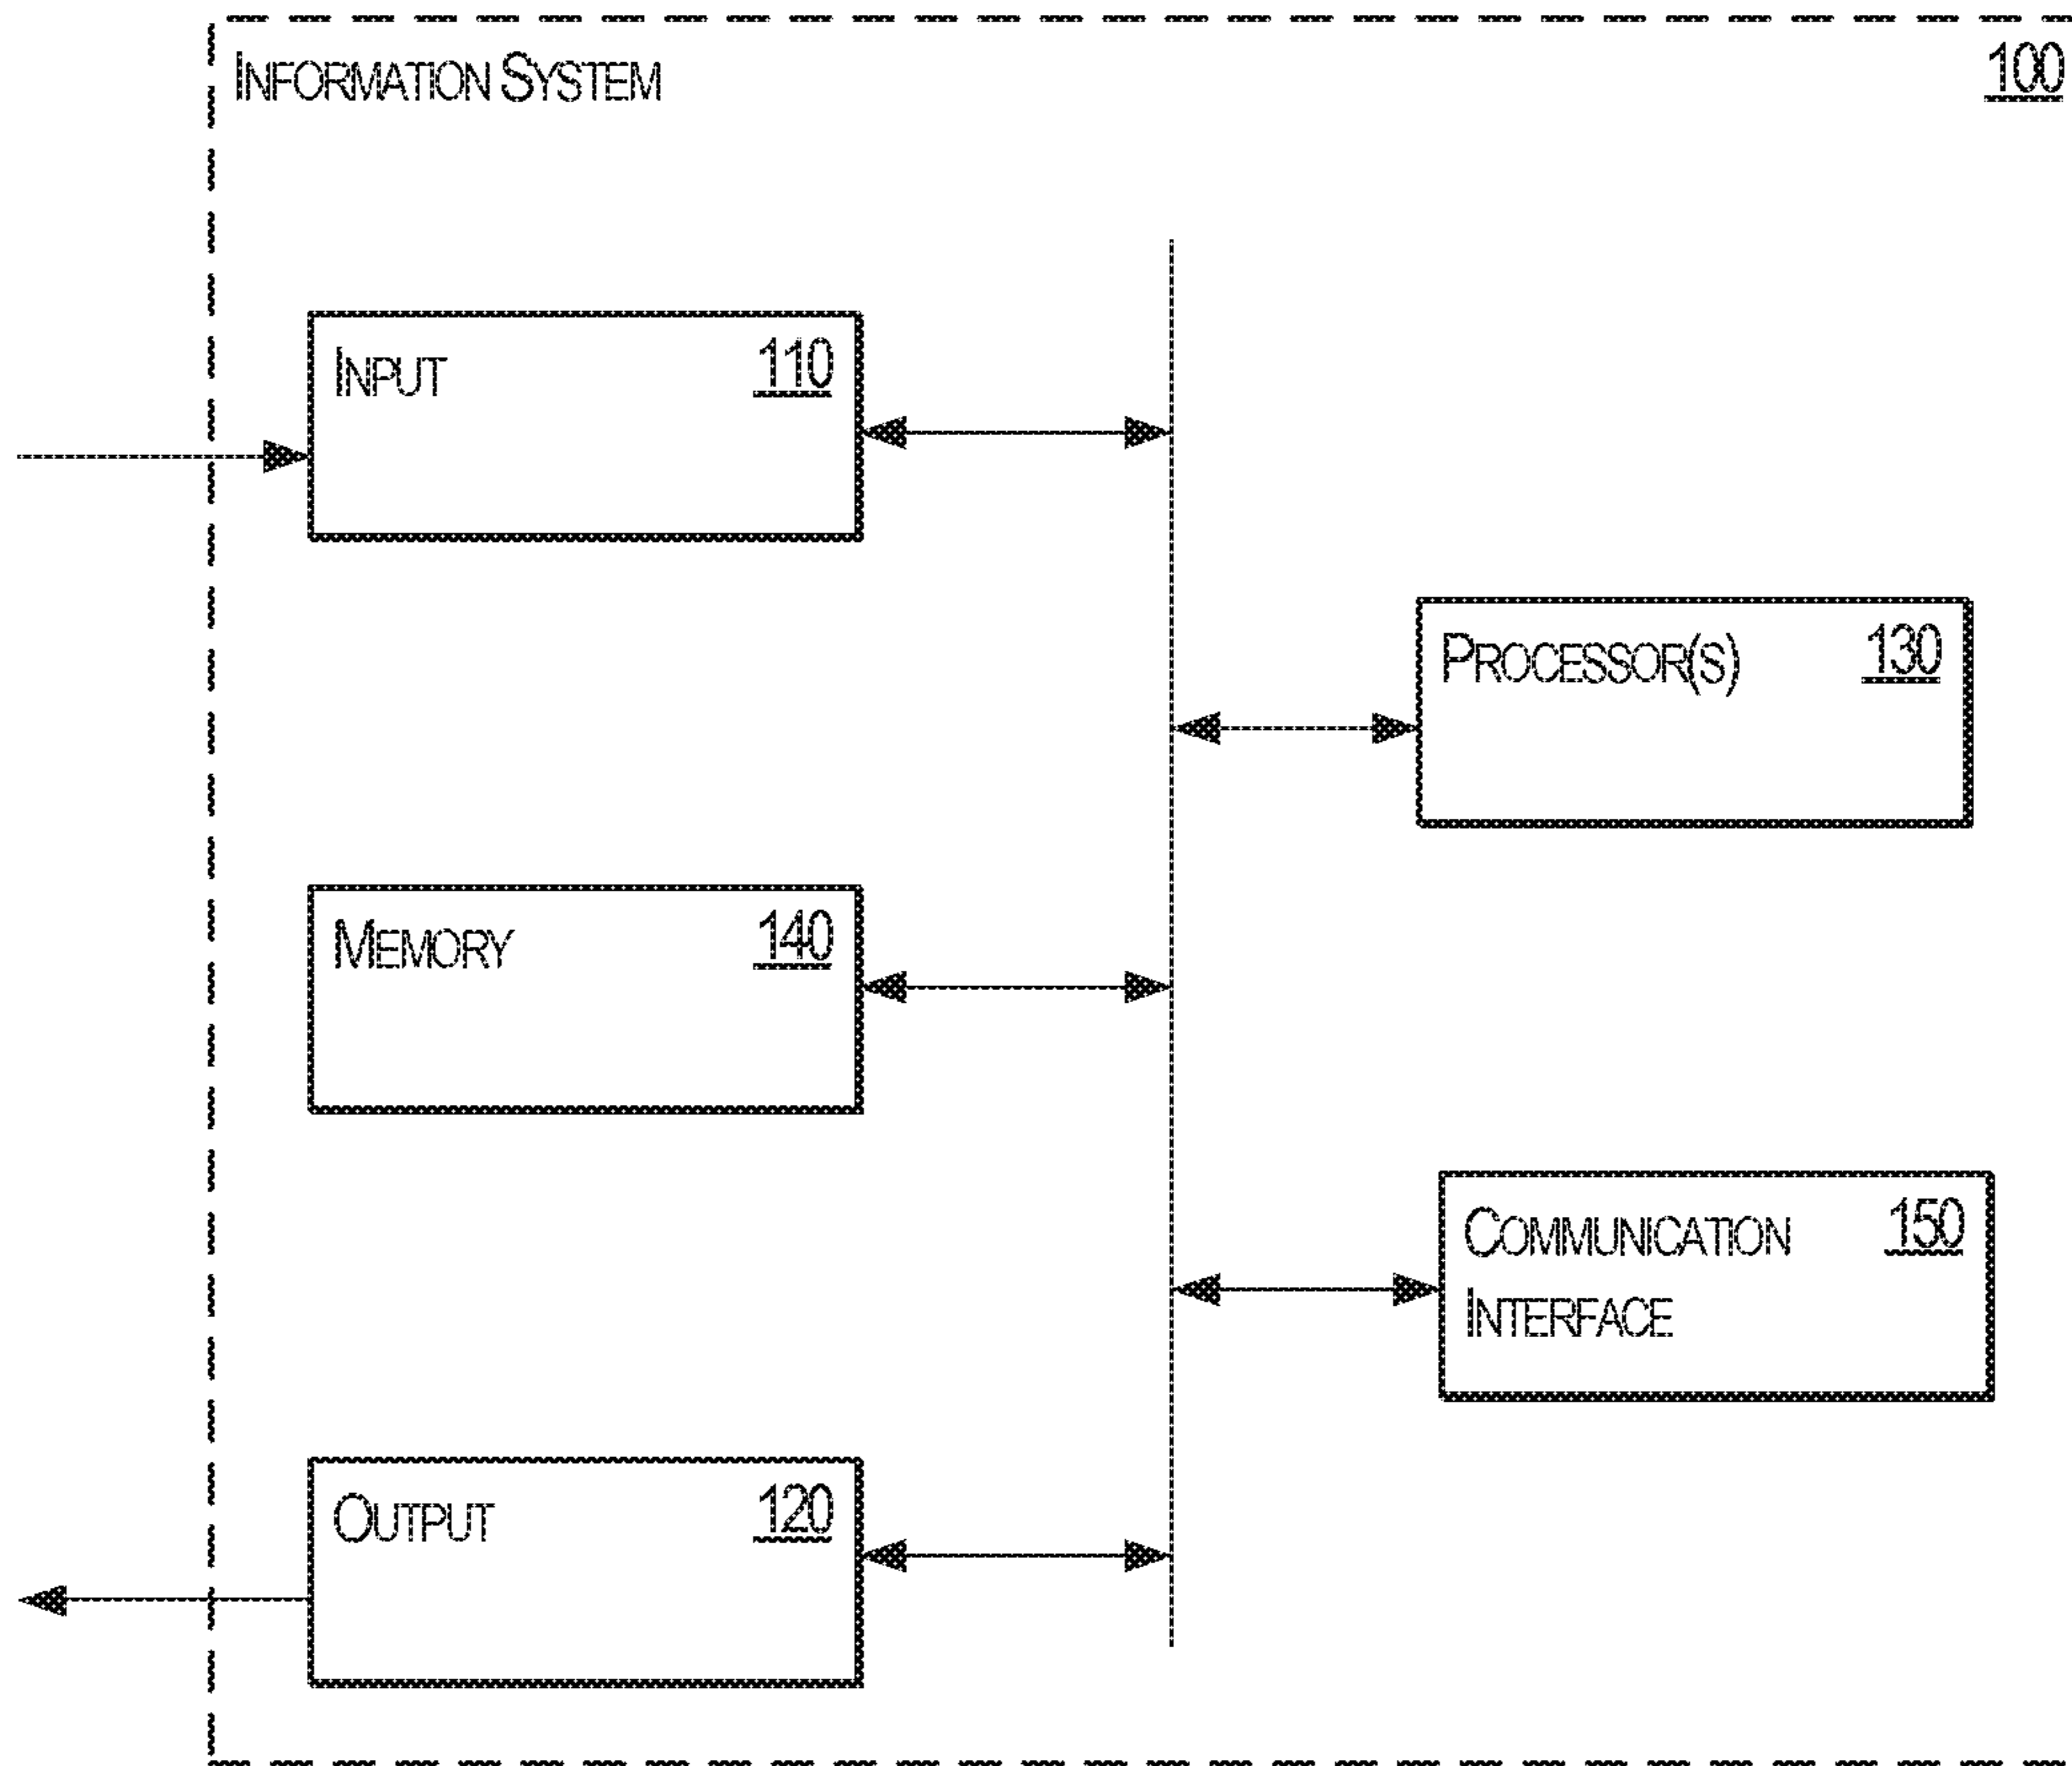 INFORMATION SYSTEM 100
INPUT 110
PROCESSOR(S) 130
MEMORY 140
COMMUNICATION 150
INTERFACE
OUTPUT 120